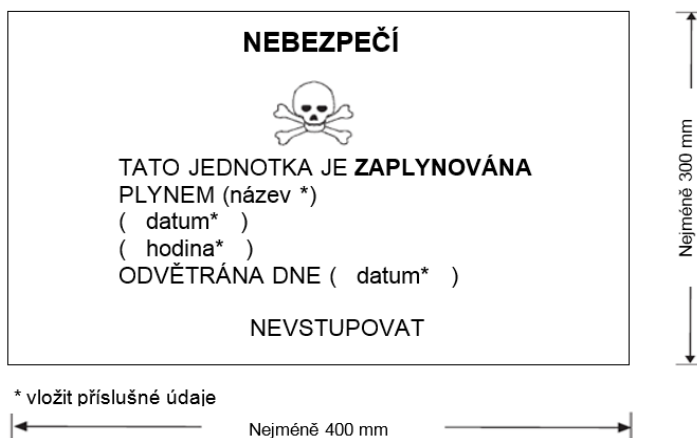 NEBEZPEČÍ
TATO JEDNOTKA JE ZAPLYNOVÁNA
PLYNEM (název *)
( datum* )
( hodina* )
ODVĚTRÁNA DNE ( datum* )
NEVSTUPOVAT
Nejméně 300 mm
* vložit příslušné údaje
Nejméně 400 mm